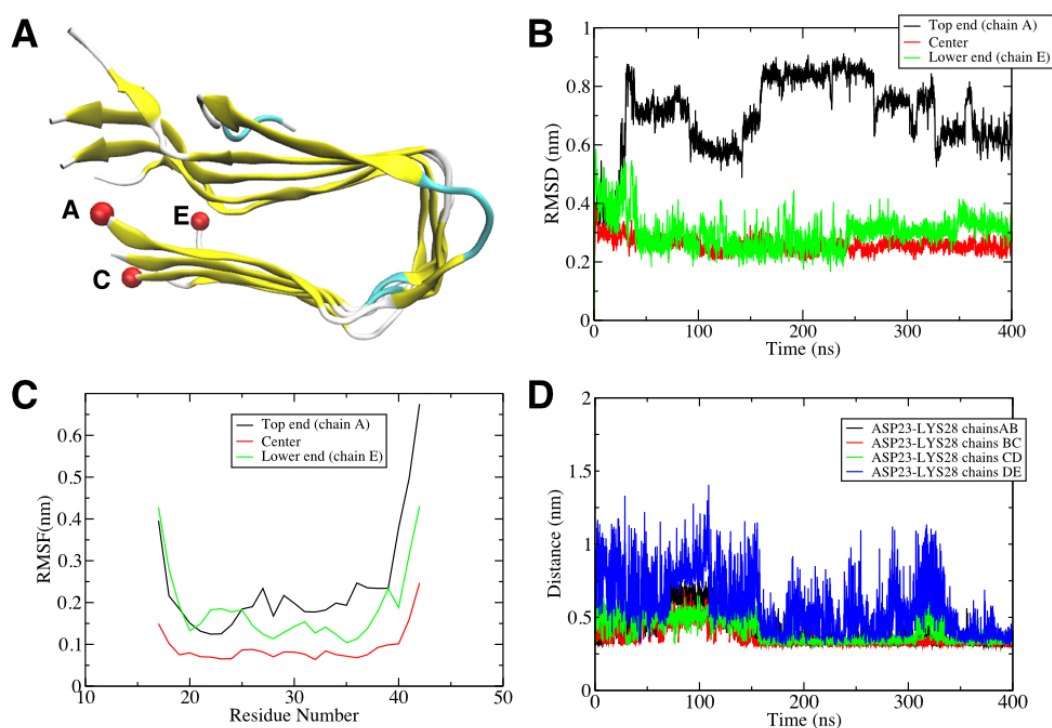 A
A
E
C
B
Top end (chain A)
Center
Lower end (chain E)
1
0.8
0.6
0.4
0.2
0
RMSD (nm)
0
100
200
300
400
Time (ns)
C
Top end (chain A)
Center
Lower end (chain E)
0.6
0.5
0.4
0.3
0.2
0.1
0
RMSF(nm)
10
20
30
40
50
Residue Number
D
ASP23-LYS28 chainsAB
ASP23-LYS28 chains BC
ASP23-LYS28 chains CD
ASP23-LYS28 chains DE
2
1.5
1
0.5
0
Distance (nm)
0
100
200
300
400
Time (ns)